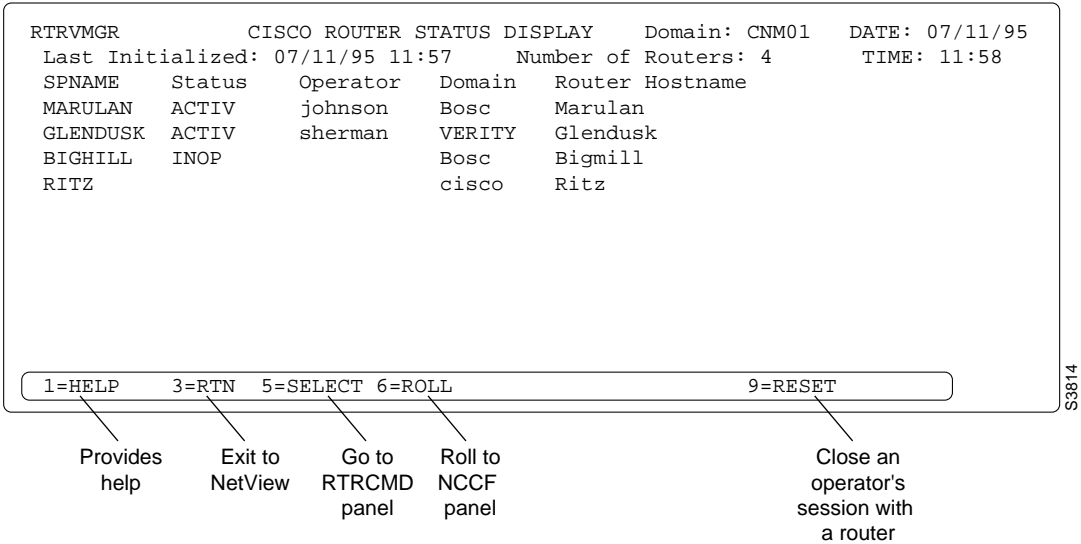 RTRVMGR CISCO ROUTER STATUS DISPLAY Domain: CNM01 DATE: 07/11/95
Last Initialized: 07/11/95 11:57 Number of Routers: 4 TIME: 11:58
SPNAME Status Operator Domain Router Hostname
MARULAN ACTIV johnson Bosc Marulan
GLENDUSK ACTIV sherman VERITY Glendusk
BIGHILL INOP Bosc Bigmill
RITZ cisco Ritz
1=HELP 3=RTN 5=SELECT 6=ROLL 9=RESET
S3814
Provides
help
Exit to
NetView
Go to
RTRCMD
panel
Roll to
NCCF
panel
Close an
operator's
session with
a router